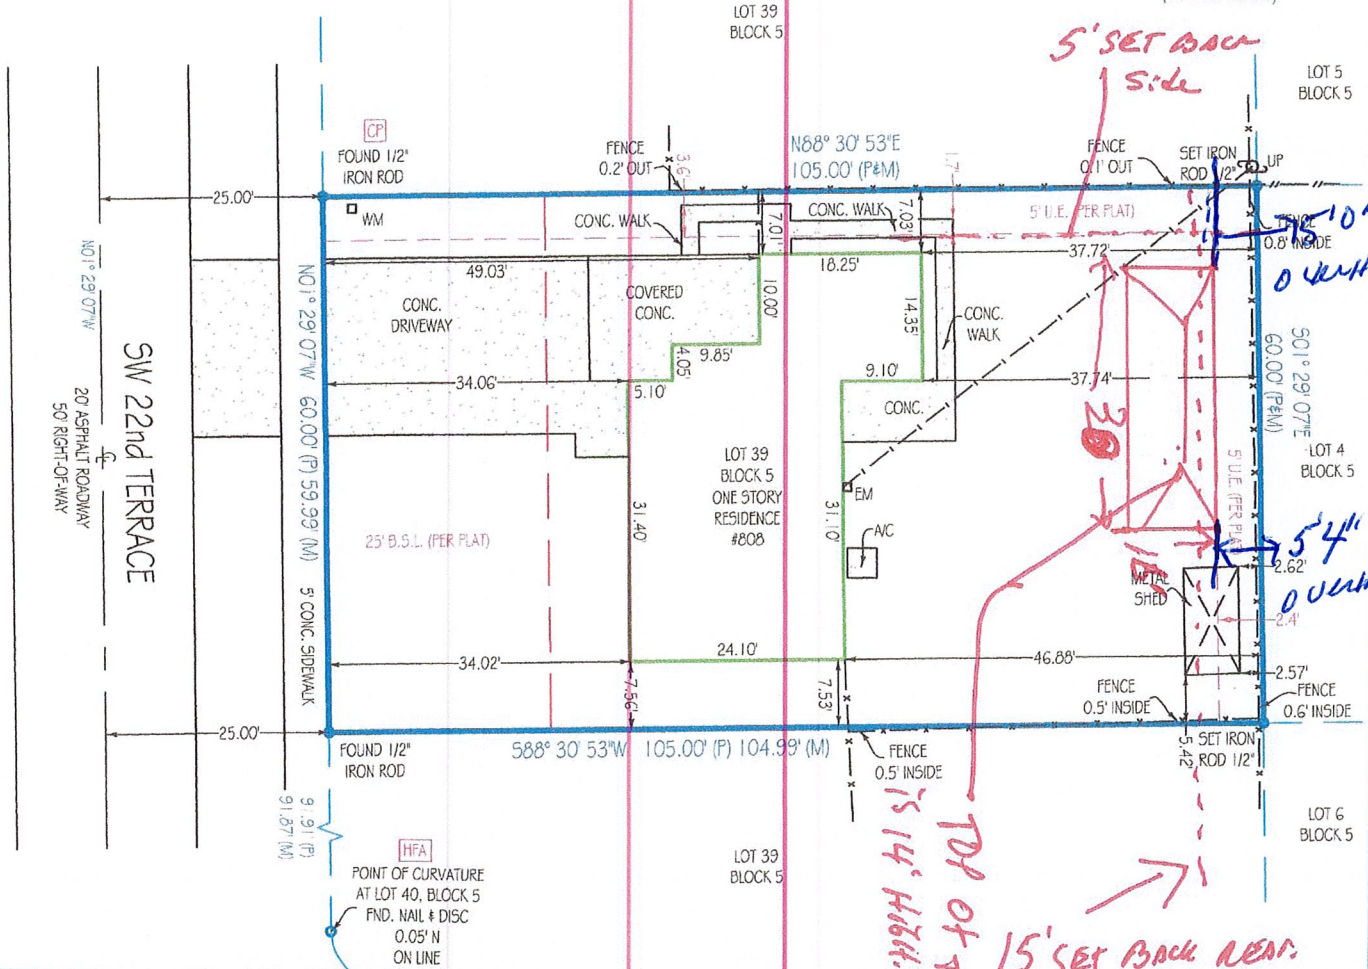 LOT 39
BLOCK 5
5' SET BACK
Side
LOT 5
BLOCK 5
CP
FOUND 1/2"
IRON ROD
FENCE
0.2' OUT
3.6'
N88° 30' 53"E
105.00' (P&M)
1.7'
FENCE
0.1' OUT
SET IRON
ROD 1/2"
UP
25.00'
WM
CONC. WALK
7.01'
CONC. WALK
7.03'
5' U.E. (PER PLAT)
FENCE
0.8' INSIDE
49.03'
18.25'
37.72'
N01° 29' 07"W
CONC.
DRIVEWAY
COVERED
CONC.
10.00'
14.35'
CONC.
WALK
N01° 29' 07"W 60.00' (P) 59.99' (M)
S01° 29' 07"E
60.00' (P&M)
SW 22nd TERRACE
20' ASPHALT ROADWAY
50' RIGHT-OF-WAY
34.06'
4.05'
9.85'
5.10'
9.10'
37.74'
CONC.
30
LOT 39
BLOCK 5
ONE STORY
RESIDENCE
#808
LOT 4
BLOCK 5
EM
31.40'
31.10'
A/C
25' B.S.L. (PER PLAT)
5' U.E. (PER PLAT
5'4"
METAL
SHED
2.62'
2.4'
5' CONC. SIDEWALK
34.02'
24.10'
46.88'
2.57'
7.56'
7.53'
FENCE
0.5' INSIDE
FENCE
0.6' INSIDE
25.00'
FOUND 1/2"
IRON ROD
S88° 30' 53"W 105.00' (P) 104.99' (M)
FENCE
0.5' INSIDE
5.42'
SET IRON
ROD 1/2"
91.91' (P)
91.87' (M)
LOT 6
BLOCK 5
HFA
POINT OF CURVATURE
AT LOT 40, BLOCK 5
FND. NAIL & DISC
0.05' N
ON LINE
LOT 39
BLOCK 5
TOP OF
is 14'
15' SET BACK REAR.